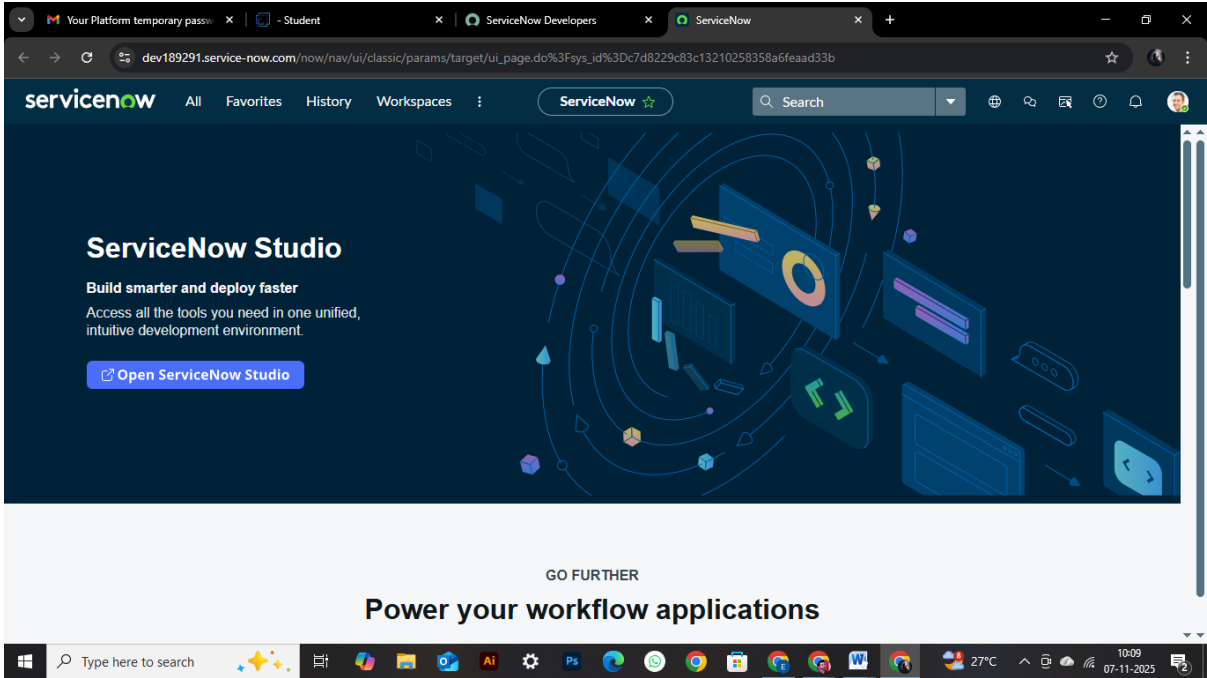 Your Platform temporary passw
- Student
ServiceNow Developers
ServiceNow
dev189291.service-now.com/now/nav/ui/classic/params/target/ui_page.do%3Fsys_id%3Dc7d8229c83c13210258358a6feaad33b
servicenow
All
Favorites
History
Workspaces
ServiceNow
Search
ServiceNow Studio
Build smarter and deploy faster
Access all the tools you need in one unified,
intuitive development environment.
Open ServiceNow Studio
GO FURTHER
Power your workflow applications
Type here to search
Ai
Ps
W
27°C
10:09
07-11-2025
2